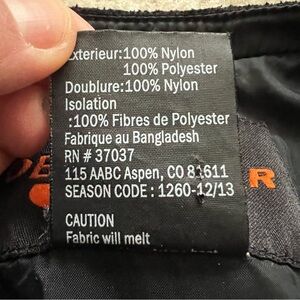 Exterieur:100% Nylon
100% Polyester
Doublure:100% Nylon
Isolation
:100% Fibres de Polyester
Fabrique au Bangladesh
RN # 37037
115 AABC Aspen, CO 81611
SEASON CODE : 1260-12/13
CAUTION
Fabric will melt